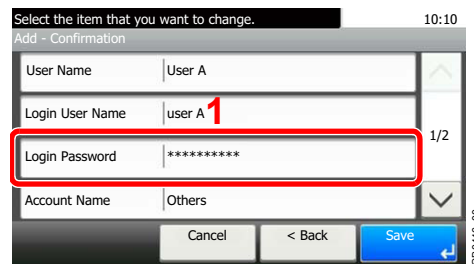 Select the item that you want to change.
10:10
Add - Confirmation
User Name User A
Login User Name user A 1
1/2
Login Password **********
Account Name Others
Cancel < Back Save